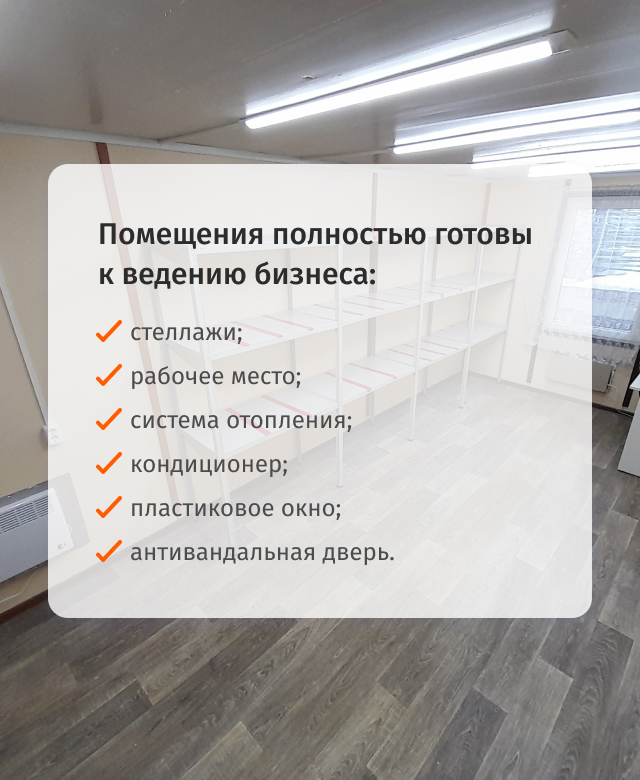 Помещения полностью готовы
к ведению бизнеса:
стеллажи;
рабочее место;
система отопления;
кондиционер;
пластиковое окно;
антивандальная дверь.